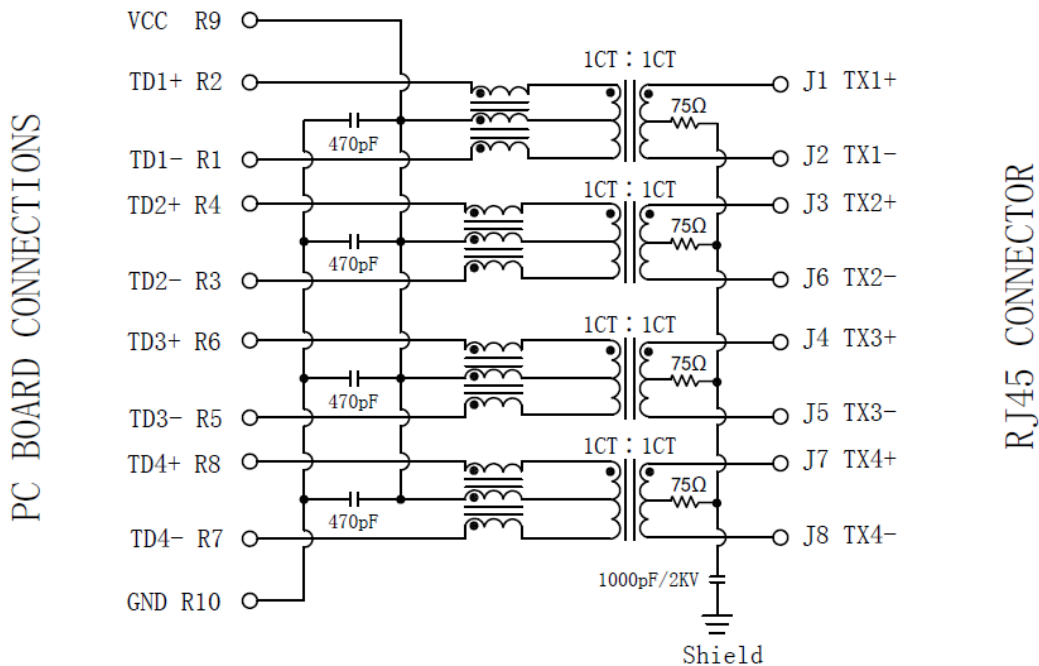 PC BOARD CONNECTIONS
RJ45 CONNECTOR
VCC R9
1CT：1CT
TD1+ R2
J1 TX1+
75Ω
470pF
TD1- R1
J2 TX1-
1CT：1CT
TD2+ R4
J3 TX2+
75Ω
470pF
TD2- R3
J6 TX2-
1CT：1CT
TD3+ R6
J4 TX3+
75Ω
470pF
TD3- R5
J5 TX3-
1CT：1CT
TD4+ R8
J7 TX4+
75Ω
470pF
TD4- R7
J8 TX4-
1000pF/2KV
GND R10
Shield